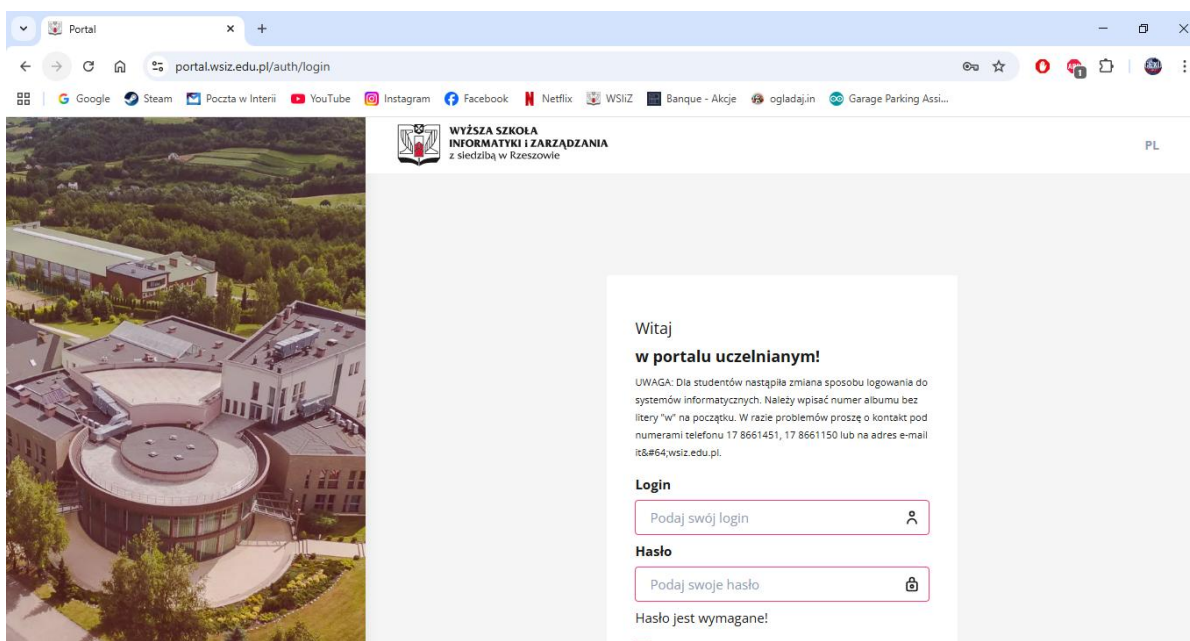 Portal
portal.wsiz.edu.pl/auth/login
1
Google Steam Poczta w Interii YouTube Instagram Facebook Netflix WSIiZ Banque - Akcje ogladaj.in Garage Parking Assi...
WYŻSZA SZKOŁA
INFORMATYKI i ZARZĄDZANIA
z siedzibą w Rzeszowie
PL
Witaj
w portalu uczelnianym!
UWAGA: Dla studentów nastąpiła zmiana sposobu logowania do
systemów informatycznych. Należy wpisać numer albumu bez
litery "w" na początku. W razie problemów proszę o kontakt pod
numerami telefonu 17 8661451, 17 8661150 lub na adres e-mail
it&#64;wsiz.edu.pl.
Login
Podaj swój login
Hasło
Podaj swoje hasło
Hasło jest wymagane!